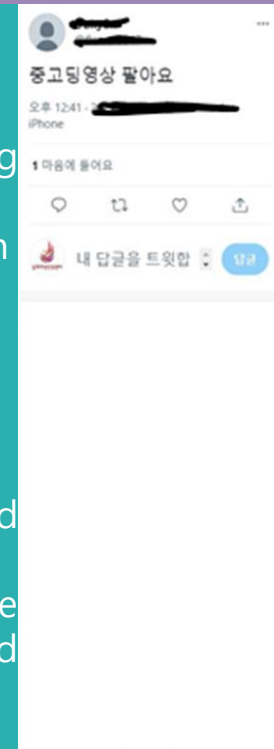 중고딩영상 팔아요
오후 12:41 ·
iPhone
1 마음에 들어요
내 답글을 트윗합
답글